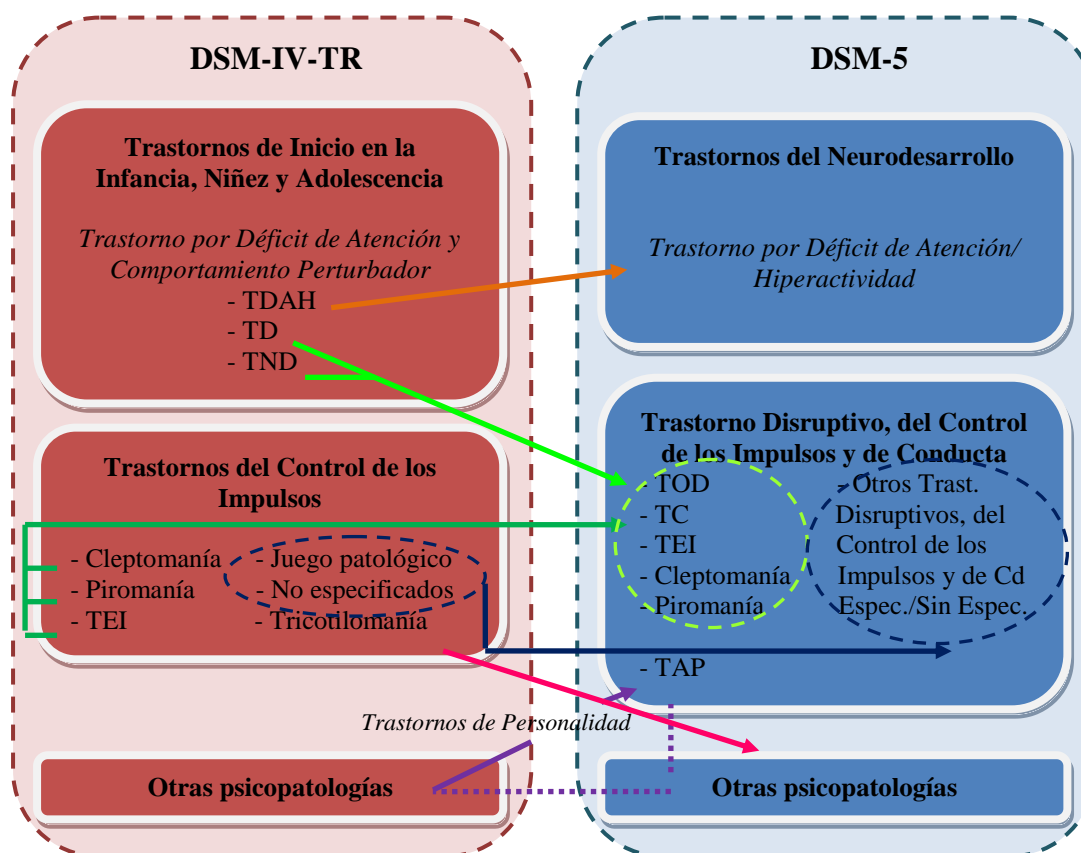 DSM-IV-TR
Trastornos de Inicio en la
Infancia, Niñez y Adolescencia
Trastorno por Déficit de Atención y
Comportamiento Perturbador
- TDAH
- TD
- TND
Trastornos del Control de los
Impulsos
- Cleptomanía
- Piromanía
- TEI
- Juego patológico
- No especificados
- Tricotilomanía
Trastornos de Personalidad
Otras psicopatologías
DSM-5
Trastornos del Neurodesarrollo
Trastorno por Déficit de Atención/
Hiperactividad
Trastorno Disruptivo, del Control
de los Impulsos y de Conducta
- TOD
- TC
- TEI
- Cleptomanía
- Piromanía
- Otros Trast.
Disruptivos, del
Control de los
Impulsos y de Cd
Espec./Sin Espec.
- TAP
Otras psicopatologías